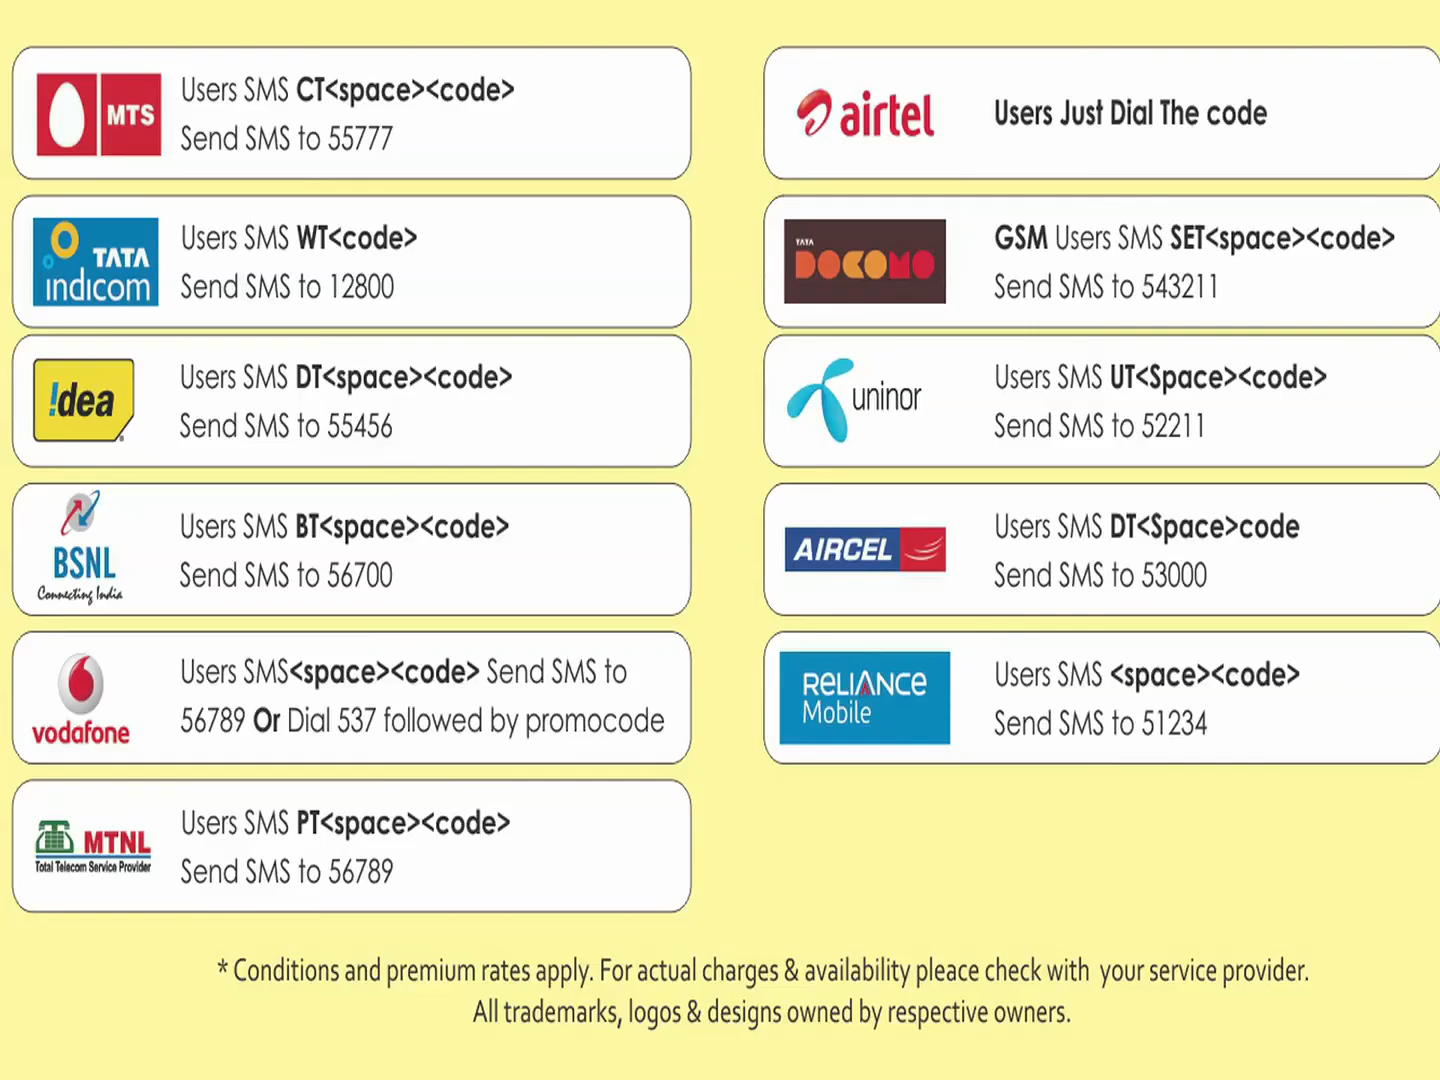 MTS
Users SMS CT<space><code>
Send SMS to 55777
airtel
Users Just Dial The code
TATA
indicom
Users SMS WT<code>
Send SMS to 12800
TATA
DOCOMO
GSM Users SMS SET<space><code>
Send SMS to 543211
!dea
Users SMS DT<space><code>
Send SMS to 55456
uninor
Users SMS UT<Space><code>
Send SMS to 52211
BSNL
Connecting India
Users SMS BT<space><code>
Send SMS to 56700
AIRCEL
Users SMS DT<Space>code
Send SMS to 53000
vodafone
Users SMS<space><code> Send SMS to
56789 Or Dial 537 followed by promocode
RELIANCE
Mobile
Users SMS <space><code>
Send SMS to 51234
MTNL
Total Telecom Service Provider
Users SMS PT<space><code>
Send SMS to 56789
* Conditions and premium rates apply. For actual charges & availability pleace check with your service provider.
All trademarks, logos & designs owned by respective owners.